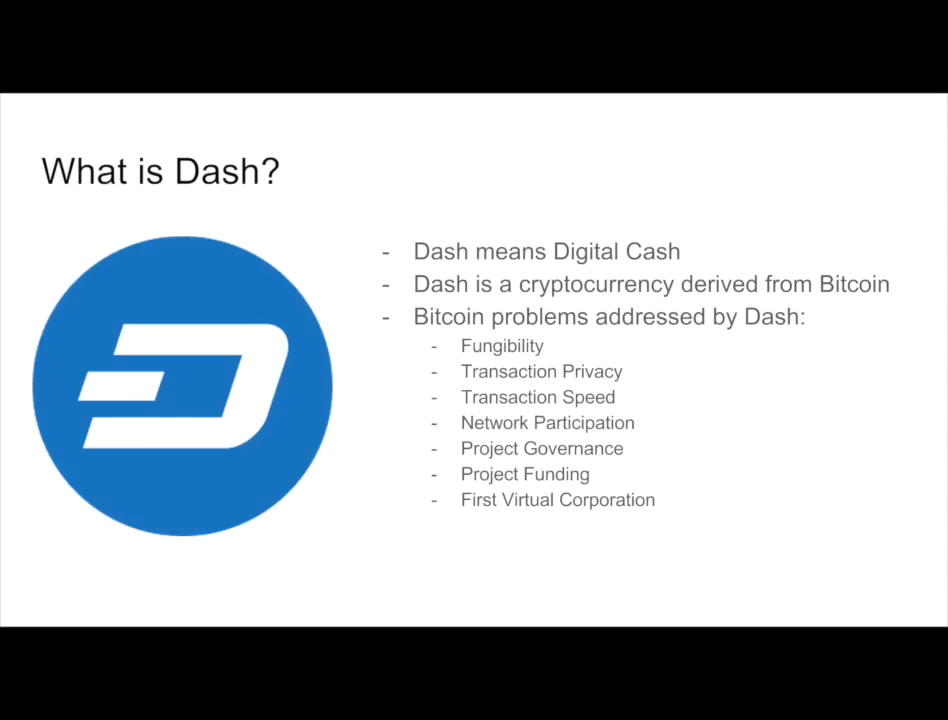 What is Dash?
- Dash means Digital Cash
- Dash is a cryptocurrency derived from Bitcoin
- Bitcoin problems addressed by Dash:
- Fungibility
- Transaction Privacy
- Transaction Speed
- Network Participation
- Project Governance
- Project Funding
- First Virtual Corporation